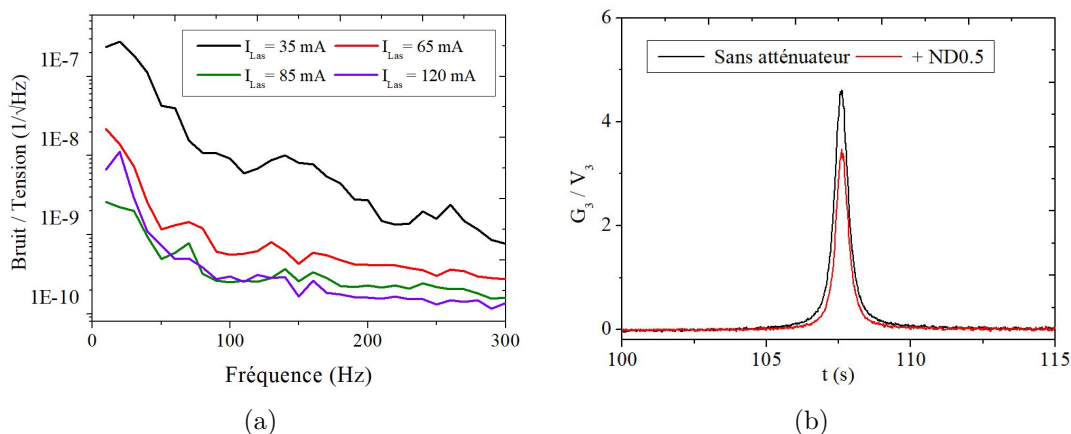 I_Las = 35 mA I_Las = 65 mA
I_Las = 85 mA I_Las = 120 mA
1E-7
1E-8
1E-9
1E-10
Bruit / Tension (1/√Hz)
0 100 200 300
Fréquence (Hz)
(a)
Sans atténuateur + ND0.5
6
4
2
0
G_3 / V_3
100 105 110 115
t (s)
(b)